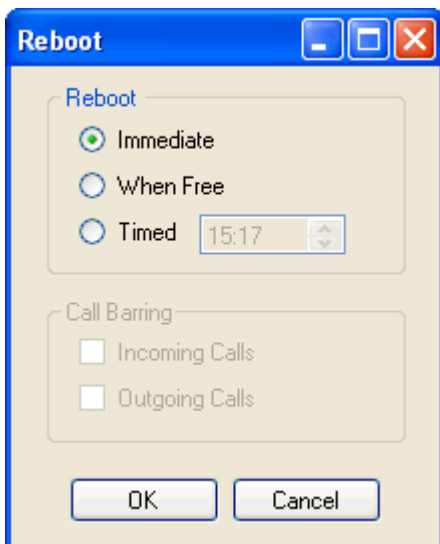 Reboot
Reboot
Immediate
When Free
Timed 15:17
Call Barring
Incoming Calls
Outgoing Calls
OK Cancel